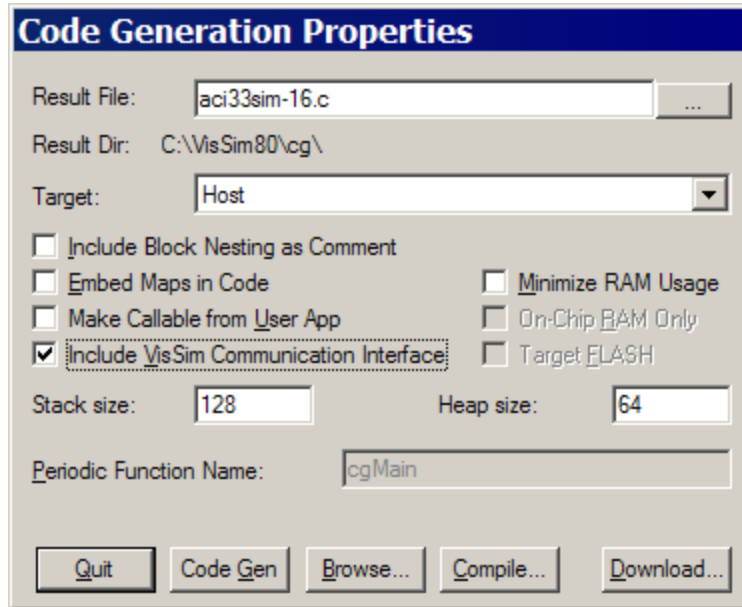 Code Generation Properties
Result File: aci33sim-16.c ...
Result Dir: C:\VisSim80\cg\
Target: Host
Include Block Nesting as Comment
Embed Maps in Code Minimize RAM Usage
Make Callable from User App On-Chip RAM Only
Include VisSim Communication Interface Target FLASH
Stack size: 128 Heap size: 64
Periodic Function Name: cgMain
Quit Code Gen Browse... Compile... Download...